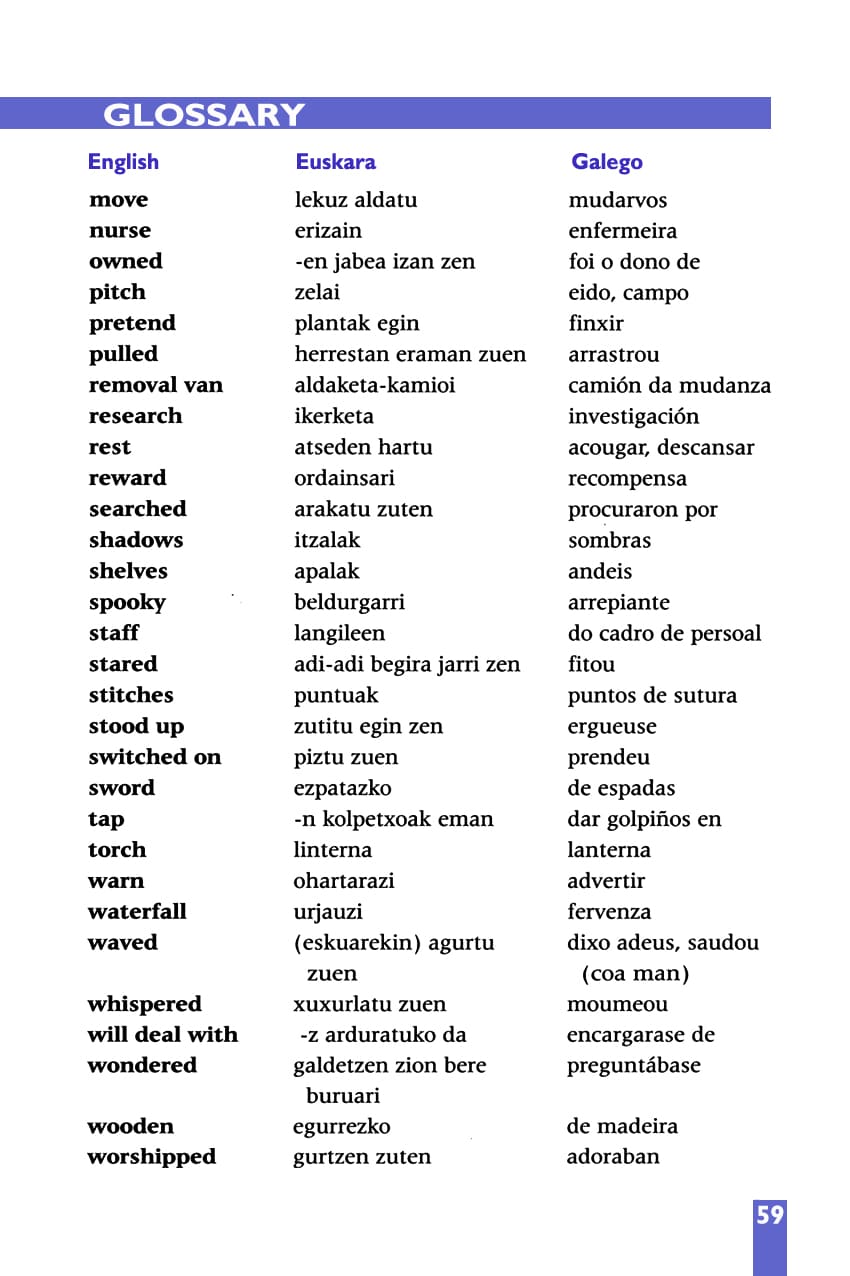 GLOSSARY
English Euskara Galego
move lekuz aldatu mudarvos
nurse erizain enfermeira
owned -en jabea izan zen foi o dono de
pitch zelai eido, campo
pretend plantak egin finxir
pulled herrestan eraman zuen arrastrou
removal van aldaketa-kamioi camión da mudanza
research ikerketa investigación
rest atseden hartu acougar, descansar
reward ordainsari recompensa
searched arakatu zuten procuraron por
shadows itzalak sombras
shelves apalak andeis
spooky beldurgarri arrepiante
staff langileen do cadro de persoal
stared adi-adi begira jarri zen fitou
stitches puntuak puntos de sutura
stood up zutitu egin zen ergueuse
switched on piztu zuen prendeu
sword ezpatazko de espadas
tap -n kolpetxoak eman dar golpiños en
torch linterna lanterna
warn ohartarazi advertir
waterfall urjauzi fervenza
waved (eskuarekin) agurtu dixo adeus, saudou
zuen (coa man)
whispered xuxurlatu zuen moumeou
will deal with -z arduratuko da encargarase de
wondered galdetzen zion bere preguntábase
buruari
wooden egurrezko de madeira
worshipped gurtzen zuten adoraban
59